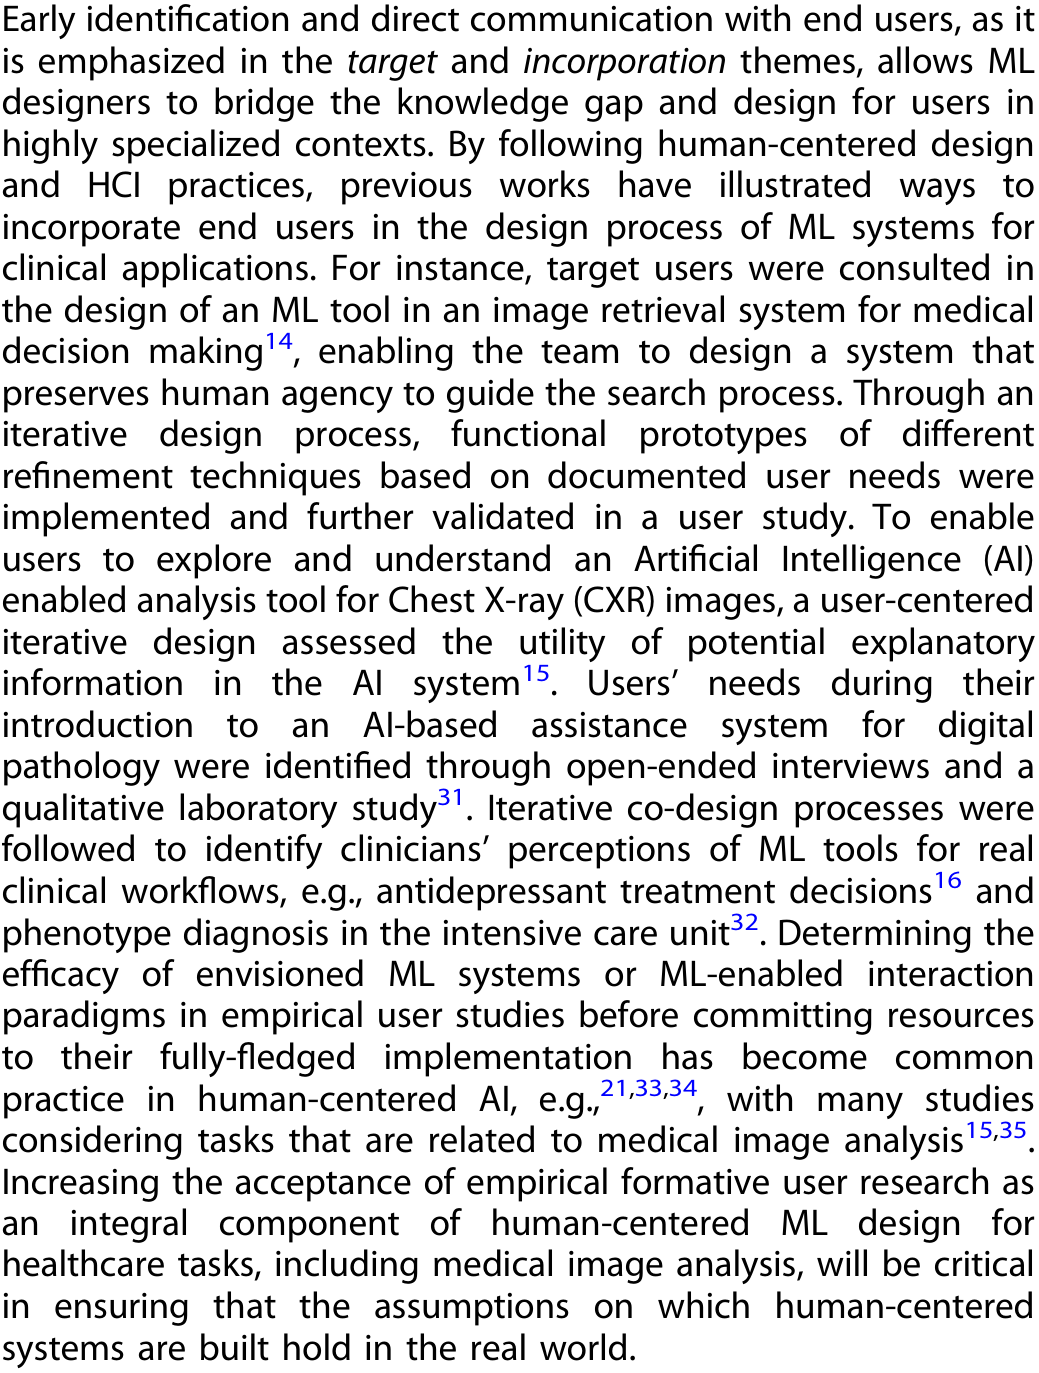 Early identification and direct communication with end users, as it
is emphasized in the target and incorporation themes, allows ML
designers to bridge the knowledge gap and design for users in
highly specialized contexts. By following human-centered design
and HCI practices, previous works have illustrated ways to
incorporate end users in the design process of ML systems for
clinical applications. For instance, target users were consulted in
the design of an ML tool in an image retrieval system for medical
decision making14, enabling the team to design a system that
preserves human agency to guide the search process. Through an
iterative design process, functional prototypes of different
refinement techniques based on documented user needs were
implemented and further validated in a user study. To enable
users to explore and understand an Artificial Intelligence (AI)
enabled analysis tool for Chest X-ray (CXR) images, a user-centered
iterative design assessed the utility of potential explanatory
information in the AI system15. Users’ needs during their
introduction to an AI-based assistance system for digital
pathology were identified through open-ended interviews and a
qualitative laboratory study31. Iterative co-design processes were
followed to identify clinicians’ perceptions of ML tools for real
clinical workflows, e.g., antidepressant treatment decisions16 and
phenotype diagnosis in the intensive care unit32. Determining the
efficacy of envisioned ML systems or ML-enabled interaction
paradigms in empirical user studies before committing resources
to their fully-fledged implementation has become common
practice in human-centered AI, e.g.,21,33,34, with many studies
considering tasks that are related to medical image analysis15,35.
Increasing the acceptance of empirical formative user research as
an integral component of human-centered ML design for
healthcare tasks, including medical image analysis, will be critical
in ensuring that the assumptions on which human-centered
systems are built hold in the real world.